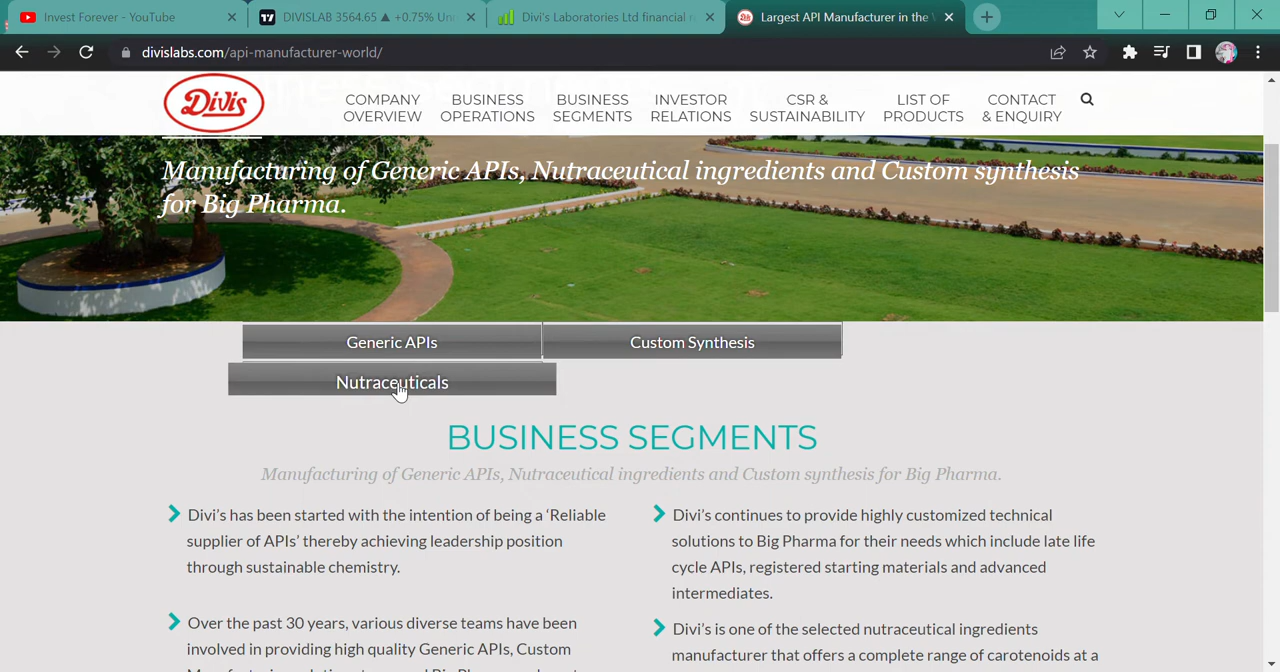 Invest Forever - YouTube
DIVISLAB 3564.65 ▲ +0.75% Un
Divi's Laboratories Ltd financial r
Largest API Manufacturer in the
divislabs.com/api-manufacturer-world/
Divis
COMPANY OVERVIEW
BUSINESS OPERATIONS
BUSINESS SEGMENTS
INVESTOR RELATIONS
CSR & SUSTAINABILITY
LIST OF PRODUCTS
CONTACT & ENQUIRY
Manufacturing of Generic APIs, Nutraceutical ingredients and Custom synthesis
for Big Pharma.
Generic APIs
Custom Synthesis
Nutraceuticals
BUSINESS SEGMENTS
Manufacturing of Generic APIs, Nutraceutical ingredients and Custom synthesis for Big Pharma.
Divi's has been started with the intention of being a ‘Reliable
supplier of APIs’ thereby achieving leadership position
through sustainable chemistry.
Over the past 30 years, various diverse teams have been
involved in providing high quality Generic APIs, Custom
Divi's continues to provide highly customized technical
solutions to Big Pharma for their needs which include late life
cycle APIs, registered starting materials and advanced
intermediates.
Divi's is one of the selected nutraceutical ingredients
manufacturer that offers a complete range of carotenoids at a